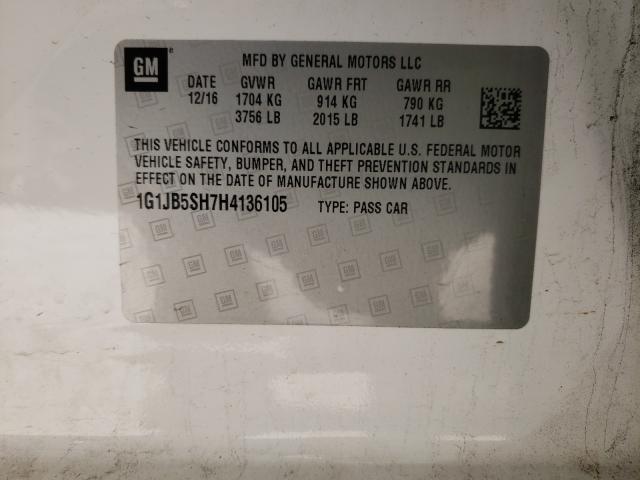 GM
MFD BY GENERAL MOTORS LLC
DATE GVWR GAWR FRT GAWR RR
12/16 1704 KG 914 KG 790 KG
3756 LB 2015 LB 1741 LB
THIS VEHICLE CONFORMS TO ALL APPLICABLE U.S. FEDERAL MOTOR
VEHICLE SAFETY, BUMPER, AND THEFT PREVENTION STANDARDS IN
EFFECT ON THE DATE OF MANUFACTURE SHOWN ABOVE.
1G1JB5SH7H4136105 TYPE: PASS CAR